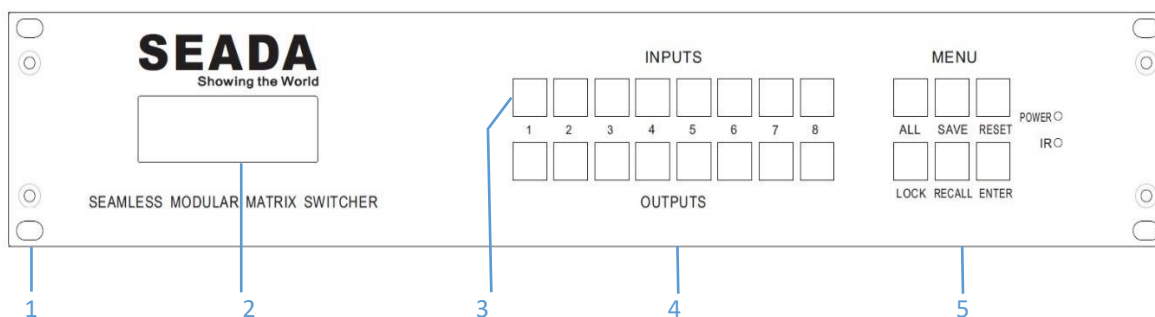 SEADA
Showing the World
SEAMLESS MODULAR MATRIX SWITCHER
INPUTS
1 2 3 4 5 6 7 8
OUTPUTS
MENU
ALL SAVE RESET
LOCK RECALL ENTER
POWER
IR
1 2 3 4 5